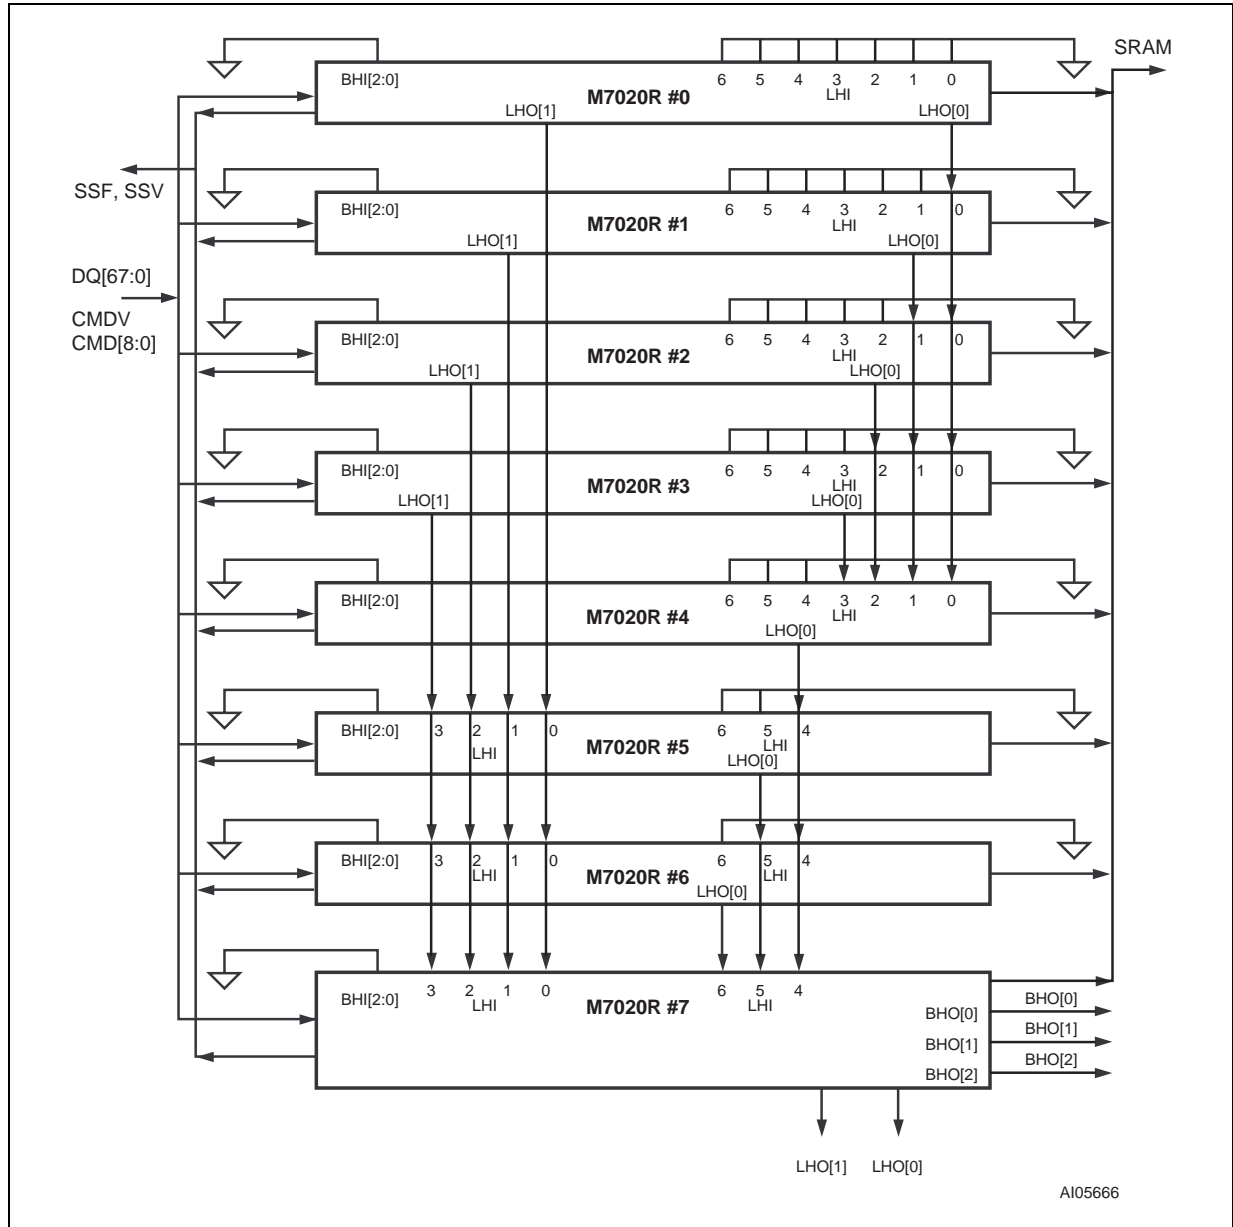 SRAM
BHI[2:0] 6 5 4 3 2 1 0
LHI
M7020R #0
LHO[1] LHO[0]
SSF, SSV
BHI[2:0] 6 5 4 3 2 1 0
LHI
M7020R #1
LHO[1] LHO[0]
DQ[67:0]
CMDV
CMD[8:0]
BHI[2:0] 6 5 4 3 2 1 0
LHI
M7020R #2
LHO[1] LHO[0]
BHI[2:0] 6 5 4 3 2 1 0
LHI
M7020R #3
LHO[1] LHO[0]
BHI[2:0] 6 5 4 3 2 1 0
LHI
M7020R #4
LHO[0]
BHI[2:0] 3 2 1 0 6 5 4
LHI M7020R #5 LHI
LHO[0]
BHI[2:0] 3 2 1 0 6 5 4
LHI M7020R #6 LHI
LHO[0]
BHI[2:0] 3 2 1 0 6 5 4
LHI M7020R #7 LHI
BHO[0] BHO[0]
BHO[1] BHO[1]
BHO[2] BHO[2]
LHO[1] LHO[0]
AI05666